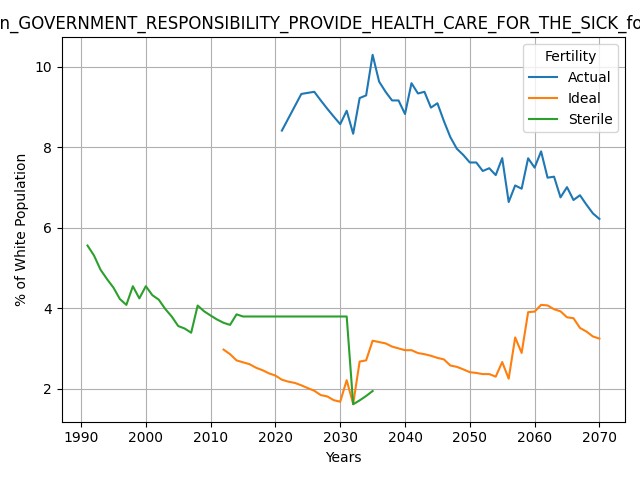 n_GOVERNMENT_RESPONSIBILITY_PROVIDE_HEALTH_CARE_FOR_THE_SICK_fo
Fertility
Actual
Ideal
Sterile
% of White Population
10
8
6
4
2
1990 2000 2010 2020 2030 2040 2050 2060 2070
Years